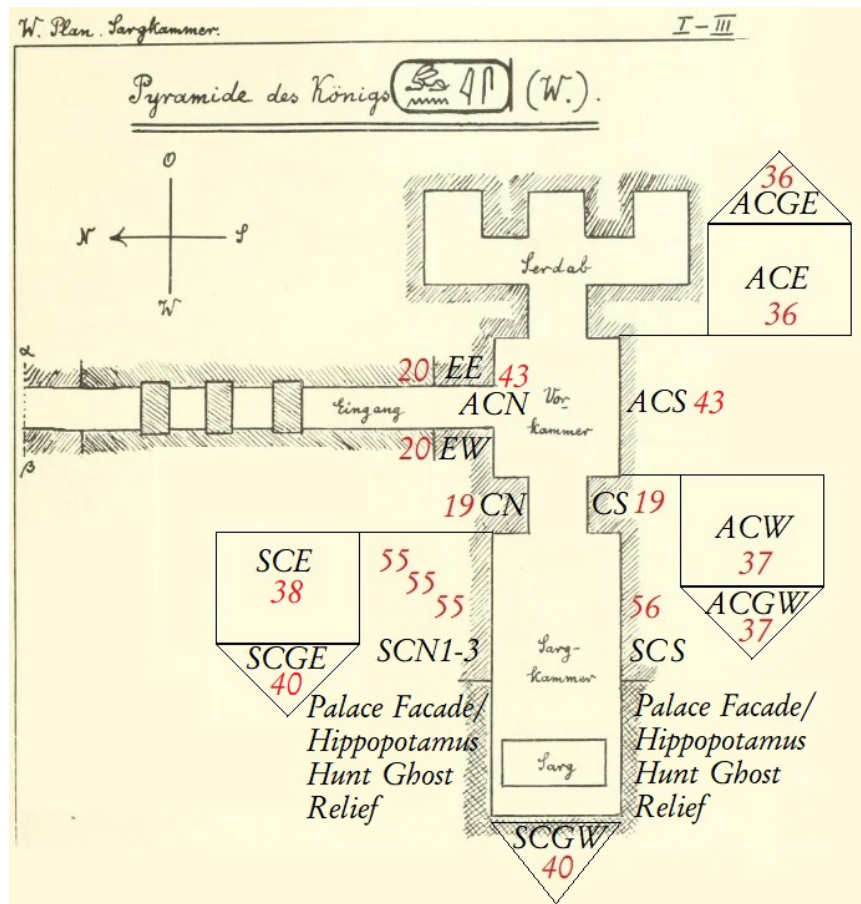 W. Plan. Sargkammer.
I–III
Pyramide des Königs 𓃹𓈖𓇋𓋴 (W.).
O
N
S
W
36
ACGE
ACE
36
Serdab
α
β
20 EE 43
Eingang
ACN
Vor-
kammer
ACS 43
20 EW
19 CN
CS 19
ACW
37
ACGW
37
SCE
38
SCGE
40
55
55
55
SCN1-3
56
SCS
Sarg-
kammer
Palace Facade/
Hippopotamus
Hunt Ghost
Relief
Palace Facade/
Hippopotamus
Hunt Ghost
Relief
Sarg
SCGW
40